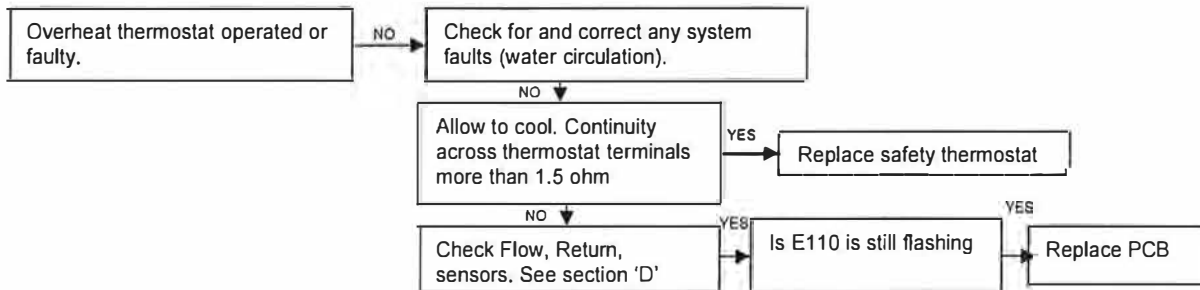 Overheat thermostat operated or
faulty.
NO
Check for and correct any system
faults (water circulation).
NO
Allow to cool. Continuity
across thermostat terminals
more than 1.5 ohm
YES
Replace safety thermostat
NO
Check Flow, Return,
sensors. See section ‘D’
YES
Is E110 is still flashing
YES
Replace PCB